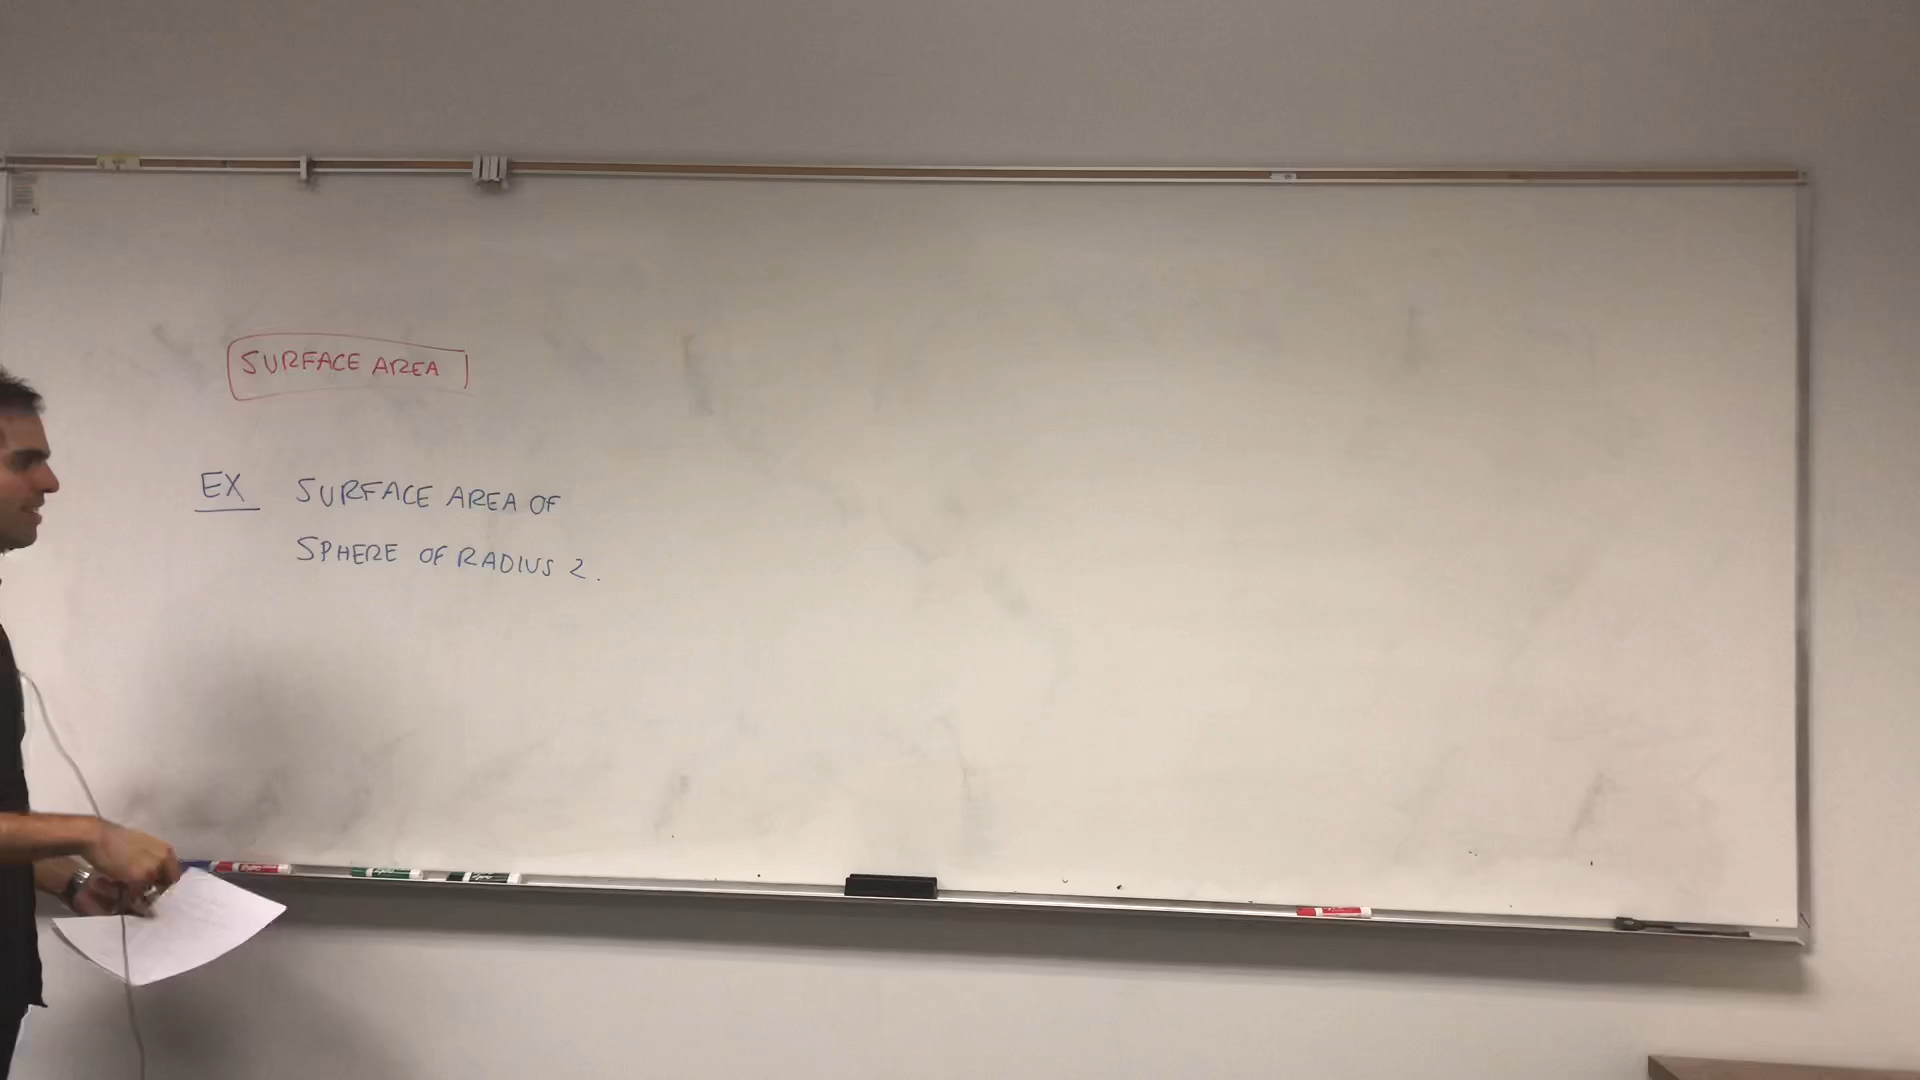 SURFACE AREA
EX SURFACE AREA OF
SPHERE OF RADIUS 2.